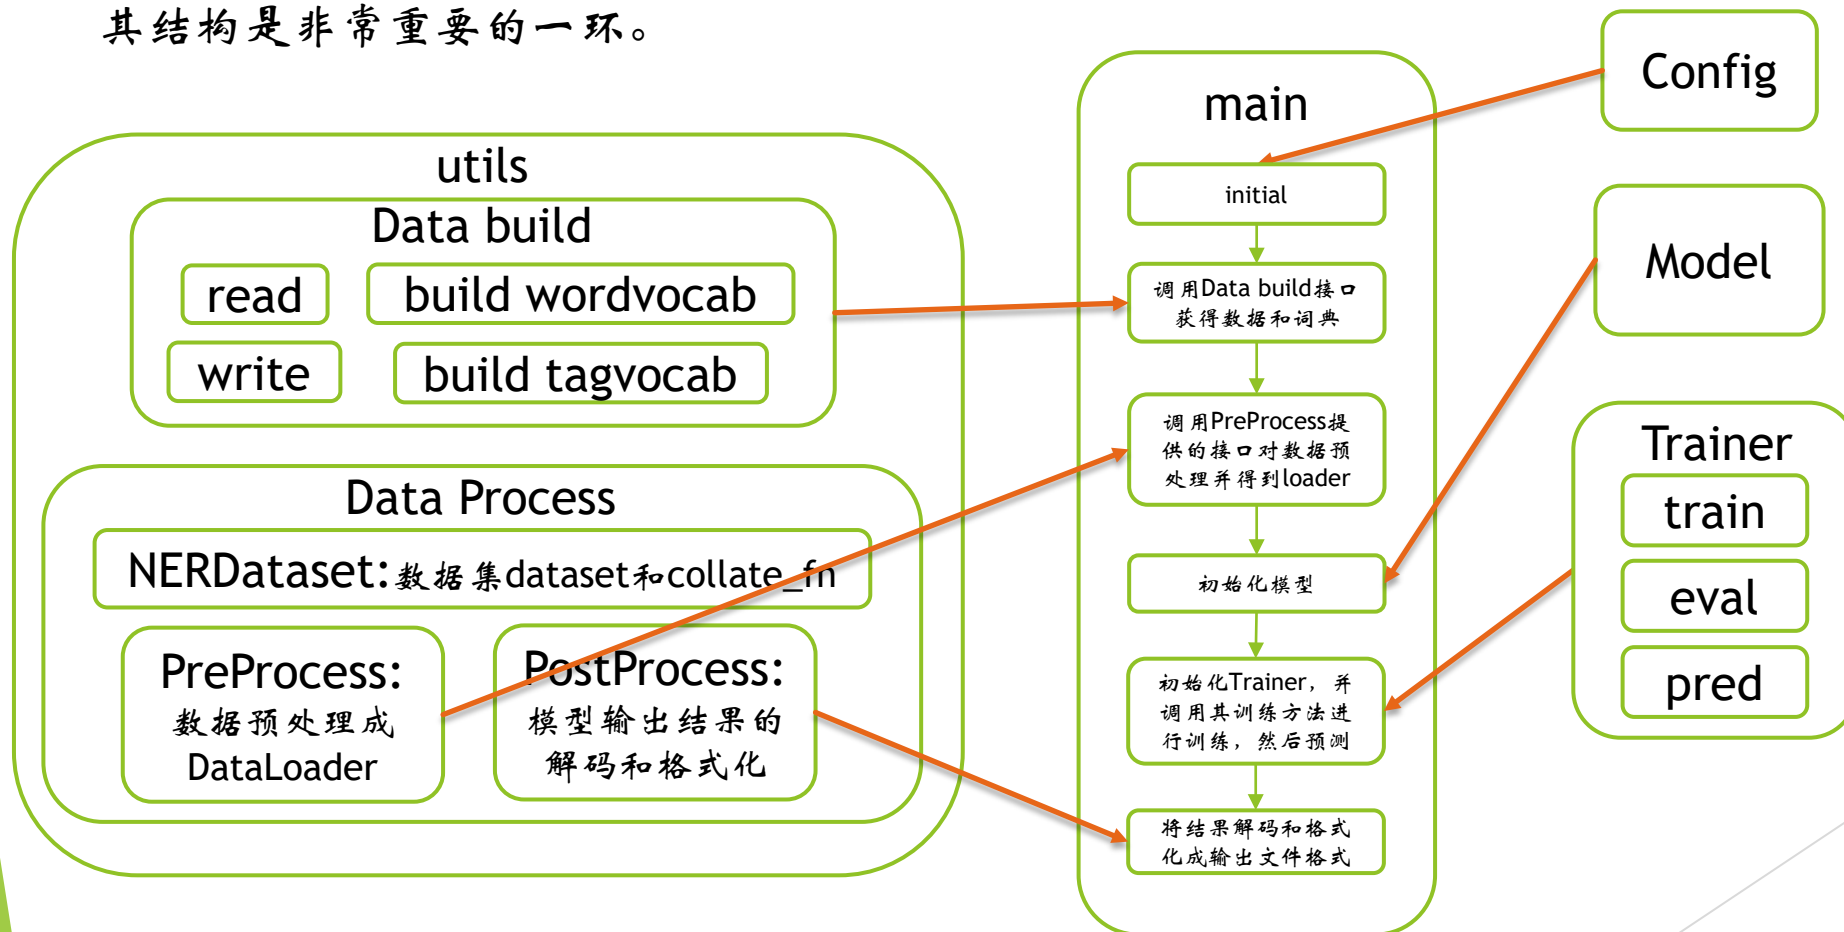 其结构是非常重要的一环。
utils
Data build
read
build wordvocab
write
build tagvocab
Data Process
NERDataset:数据集dataset和collate_fn
PreProcess:
数据预处理成
DataLoader
PostProcess:
模型输出结果的
解码和格式化
main
initial
调用Data build接口
获得数据和词典
调用PreProcess提
供的接口对数据预
处理并得到loader
初始化模型
初始化Trainer，并
调用其训练方法进
行训练，然后预测
将结果解码和格式
化成输出文件格式
Config
Model
Trainer
train
eval
pred